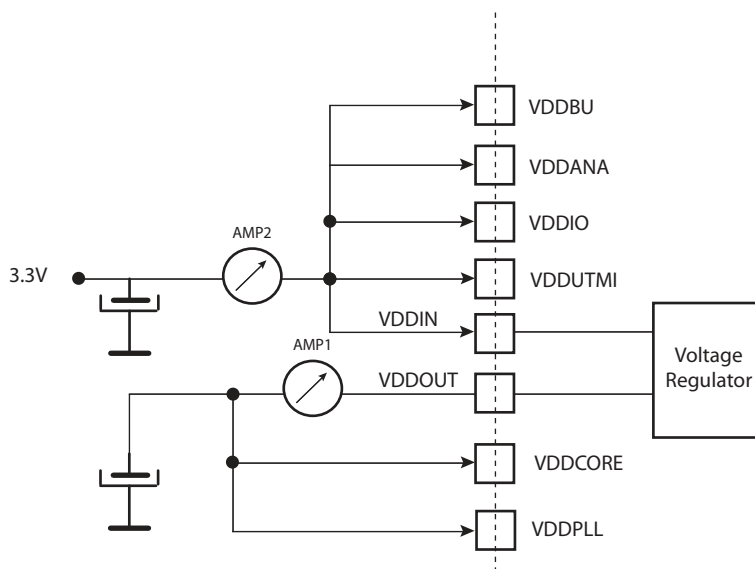 VDDBU
VDDANA
VDDIO
AMP2
3.3V
VDDUTMI
VDDIN
AMP1
Voltage
Regulator
VDDOUT
VDDCORE
VDDPLL